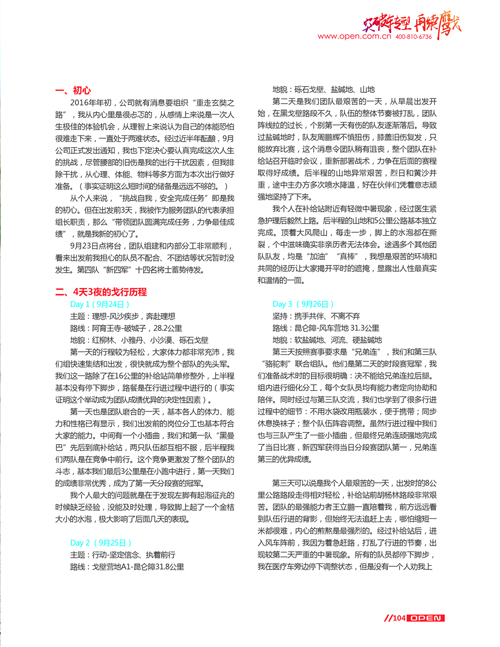 www.open.com.cn 400-810-6736
一、初心
2016年年初，公司就有消息要组织“重走玄奘之
路”，我从内心里是很忐忑的，从感情上来说是一次人
生极佳的体验机会，从理智上来说认为自己的体能恐怕
很难走下来，一直处于两难状态。经过近半年酝酿，9月
公司正式发出通知，我也下定决心要认真完成这次人生
的挑战，尽管腰部的旧伤是我的出行干扰因素，但我排
除干扰，从心理、体能、物料等多方面为本次出行做好
准备。（事实证明这么短时间的储备是远远不够的。）
从个人来说，“挑战自我，安全完成任务”即是我
的初心。但在出发前3天，我被作为服务团队的代表承担
组长职责，那么“带领团队圆满完成任务，力争最佳成
绩”，就是我新的初心了。
9月23日点将台，团队组建和内部分工非常顺利，
看来出发前我担心的队员不配合、不团结等状况暂时没
发生。第四队“新四军”十四名将士蓄势待发。
二、4天3夜的戈行历程
Day 1（9月24日）
主题：理想-风沙疾步，奔赴理想
路线：阿育王寺-破城子，28.2公里
地貌：红柳林、小雅丹、小沙漠、砾石戈壁
第一天的行程较为轻松，大家体力都非常充沛，我
们组快速集结和出发，很快就成为整个部队的先头军。
我们这一路除了在16公里的补给站简单修整外，上半程
基本没有停下脚步，路餐是在行进过程中进行的（事实
证明这个举动成为团队成绩优异的决定性因素）。
第一天也是团队磨合的一天，基本各人的体力、能
力和性格已有显示，我们出发前的岗位分工也基本符合
大家的能力。中间有一个小插曲，我们和第一队“黑曼
巴”先后到底补给站，两只队伍都互相不服，后半程我
们两队是在竞争中前行。这个竞争更激发了整个团队的
斗志，基本我们最后3公里是在小跑中进行，第一天我们
的成绩非常优秀，成为了第一天分段赛的冠军。
我个人最大的问题就是在于发现左脚有起泡征兆的
时候缺乏经验，没能及时处理，导致脚上起了一个金桔
大小的水泡，极大影响了后面几天的表现。
Day 2 （9月25日）
主题：行动-坚定信念、执着前行
路线：戈壁营地A1-昆仑障31.8公里
地貌：砾石戈壁、盐碱地、山地
第二天是我们团队最艰苦的一天，从早晨出发开
始，在黑戈壁路段不久，队伍的整体节奏被打乱，团队
阵线拉的过长，个别第一天有伤的队友逐渐落后。导致
过盐碱地时，队友周鹏辉不慎扭伤，膝盖旧伤复发，只
能放弃比赛，这个消息令团队稍有沮丧，整个团队在补
给站召开临时会议，重新部署战术，力争在后面的赛程
取得好成绩。后半程的山地异常艰苦，烈日和黄沙并
重，途中主办方多次喷水降温，好在伙伴们凭着意志顽
强地坚持了下来。
我个人在补给站附近有轻微中暑现象，经过医生紧
急护理后毅然上路。后半程的山地和5公里公路基本独立
完成。顶着大风爬山，每走一步，脚上的水泡都在撕
裂，个中滋味确实非亲历者无法体会。途遇多个其他团
队队友，均是“加油”“真棒”，我想是艰苦的环境和
共同的经历让大家揭开平时的遮掩，显露出人性最真实
和温情的一面。
Day 3 （9月26日）
坚持：携手共伴、不离不弃
路线：昆仑障-风车营地 31.3公里
地貌：软盐碱地、河流、硬盐碱地
第三天按照赛事要求是“兄弟连”，我们和第三队
“骆驼刺”联合组队。他们是第二天的时段赛冠军，我
们准备战术时的目标很明确：决不能给兄弟连拉后腿。
组内进行细化分工，每个女队员均有能力者定向协助和
陪伴。同时经过与第三队交流，我们也学到了很多行进
过程中的细节：不用水袋改用瓶装水，便于携带；同步
休息换袜子；整个队伍阵容调整。虽然行进过程中我们
也与三队产生了一些小插曲，但最终兄弟连顽强地完成
了当日比赛，新四军获得当日分段赛团队第一，兄弟连
第三的优异成绩。
第三天可以说是我个人最艰苦的一天，出发时的8公
里公路路段走得相对轻松，补给站前胡杨林路段非常艰
苦。团队的最强能力者王立鹏一直陪着我，前方远远看
到队伍行进的背影，但始终无法追赶上去，哪怕缩短一
米都很难，内心的煎熬是最强烈的。经过补给站后，进
入风车阵前，我因为着急赶路，打乱了行进的节奏，出
现较第二天严重的中暑现象。所有的队员都停下脚步，
我在医疗车旁边停下调整状态，但是没有一个人劝我上
//104 OPEN